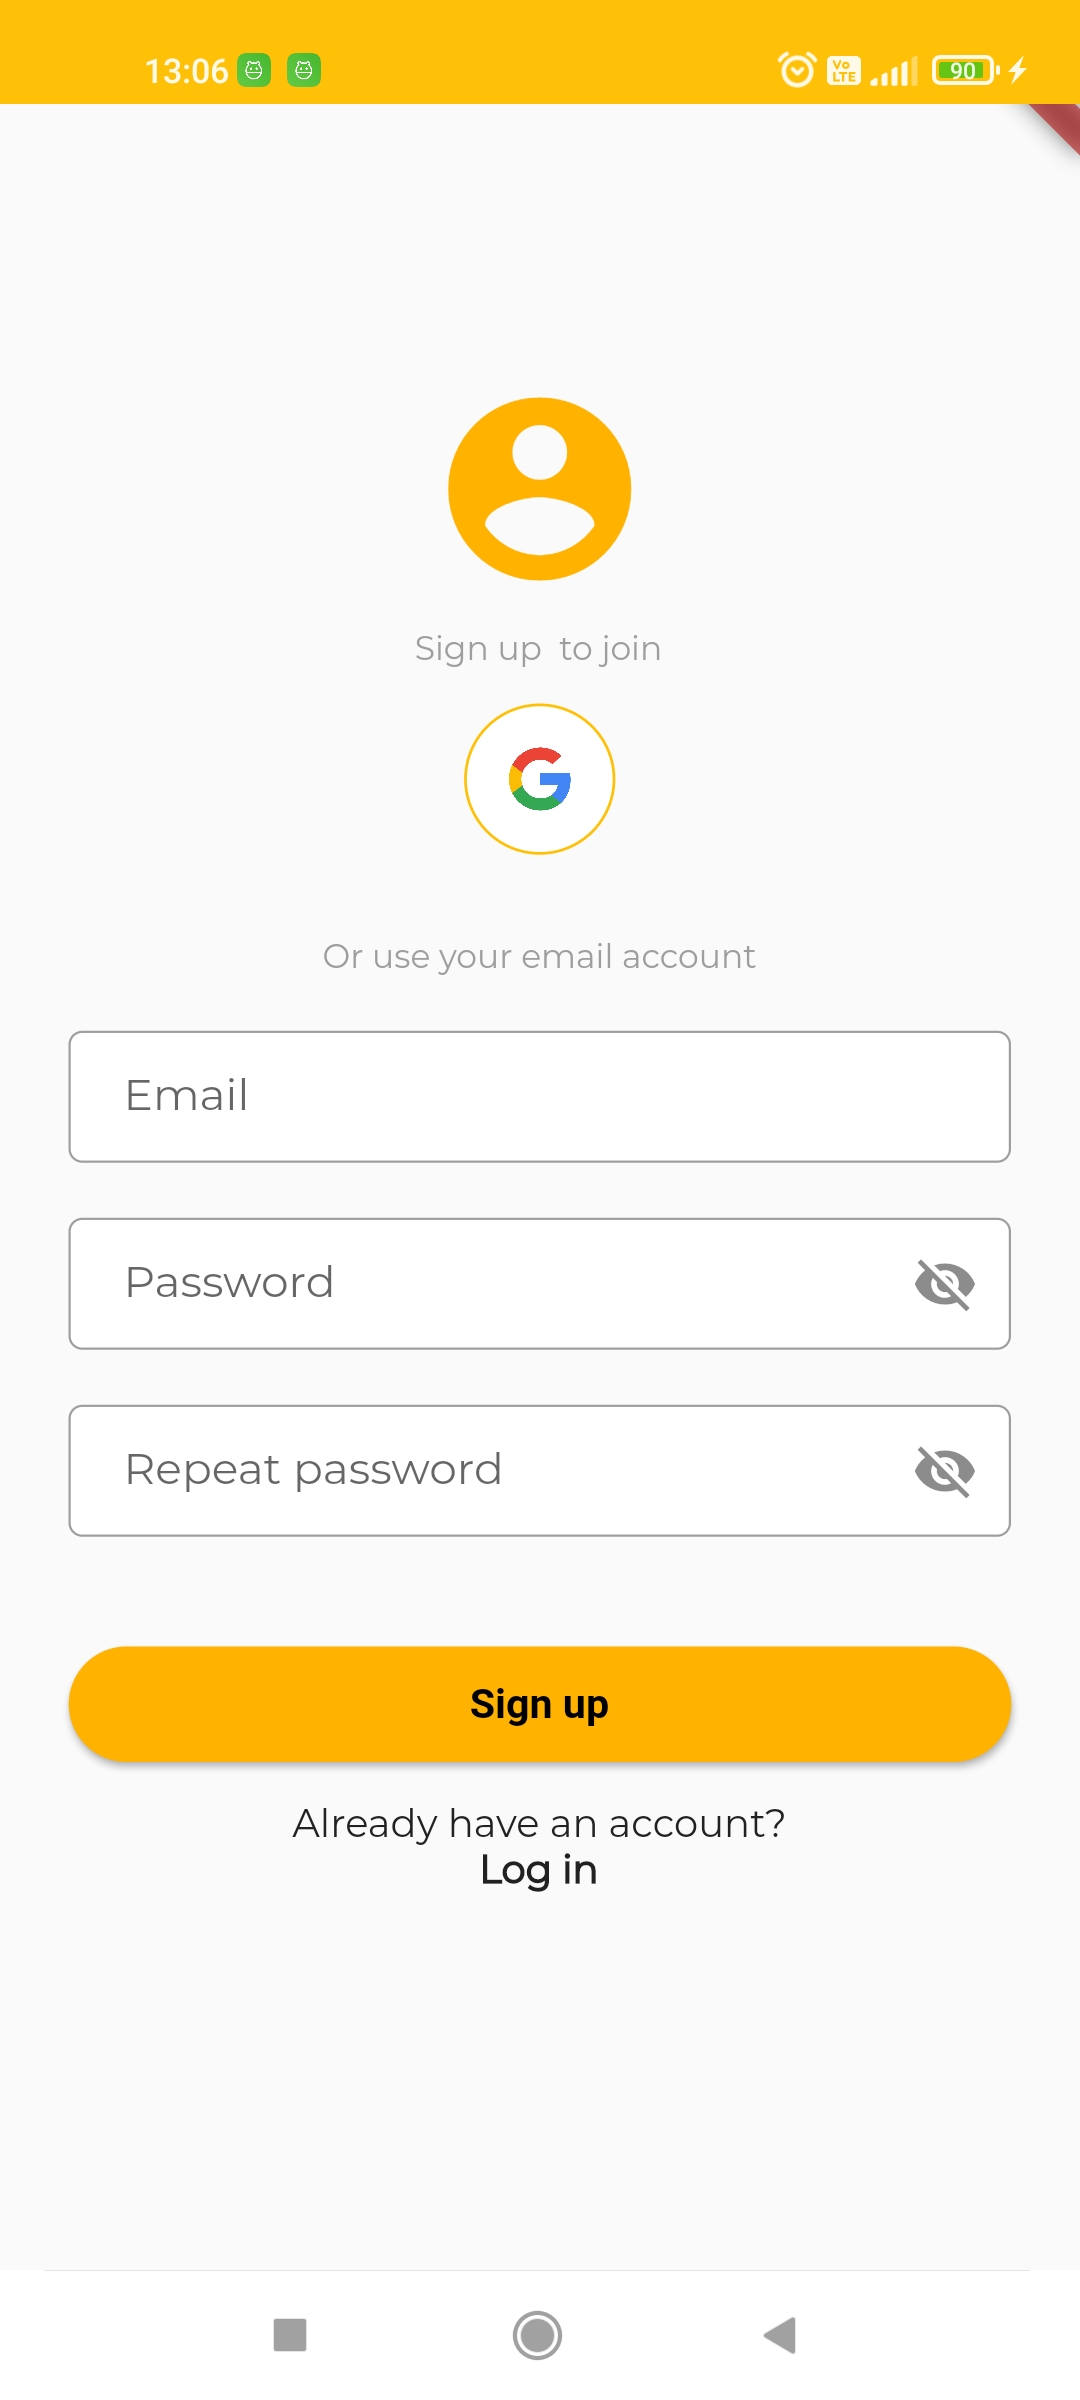 13:06 Vo LTE 90
Sign up  to join
Or use your email account
Email
Password
Repeat password
Sign up
Already have an account?
Log in